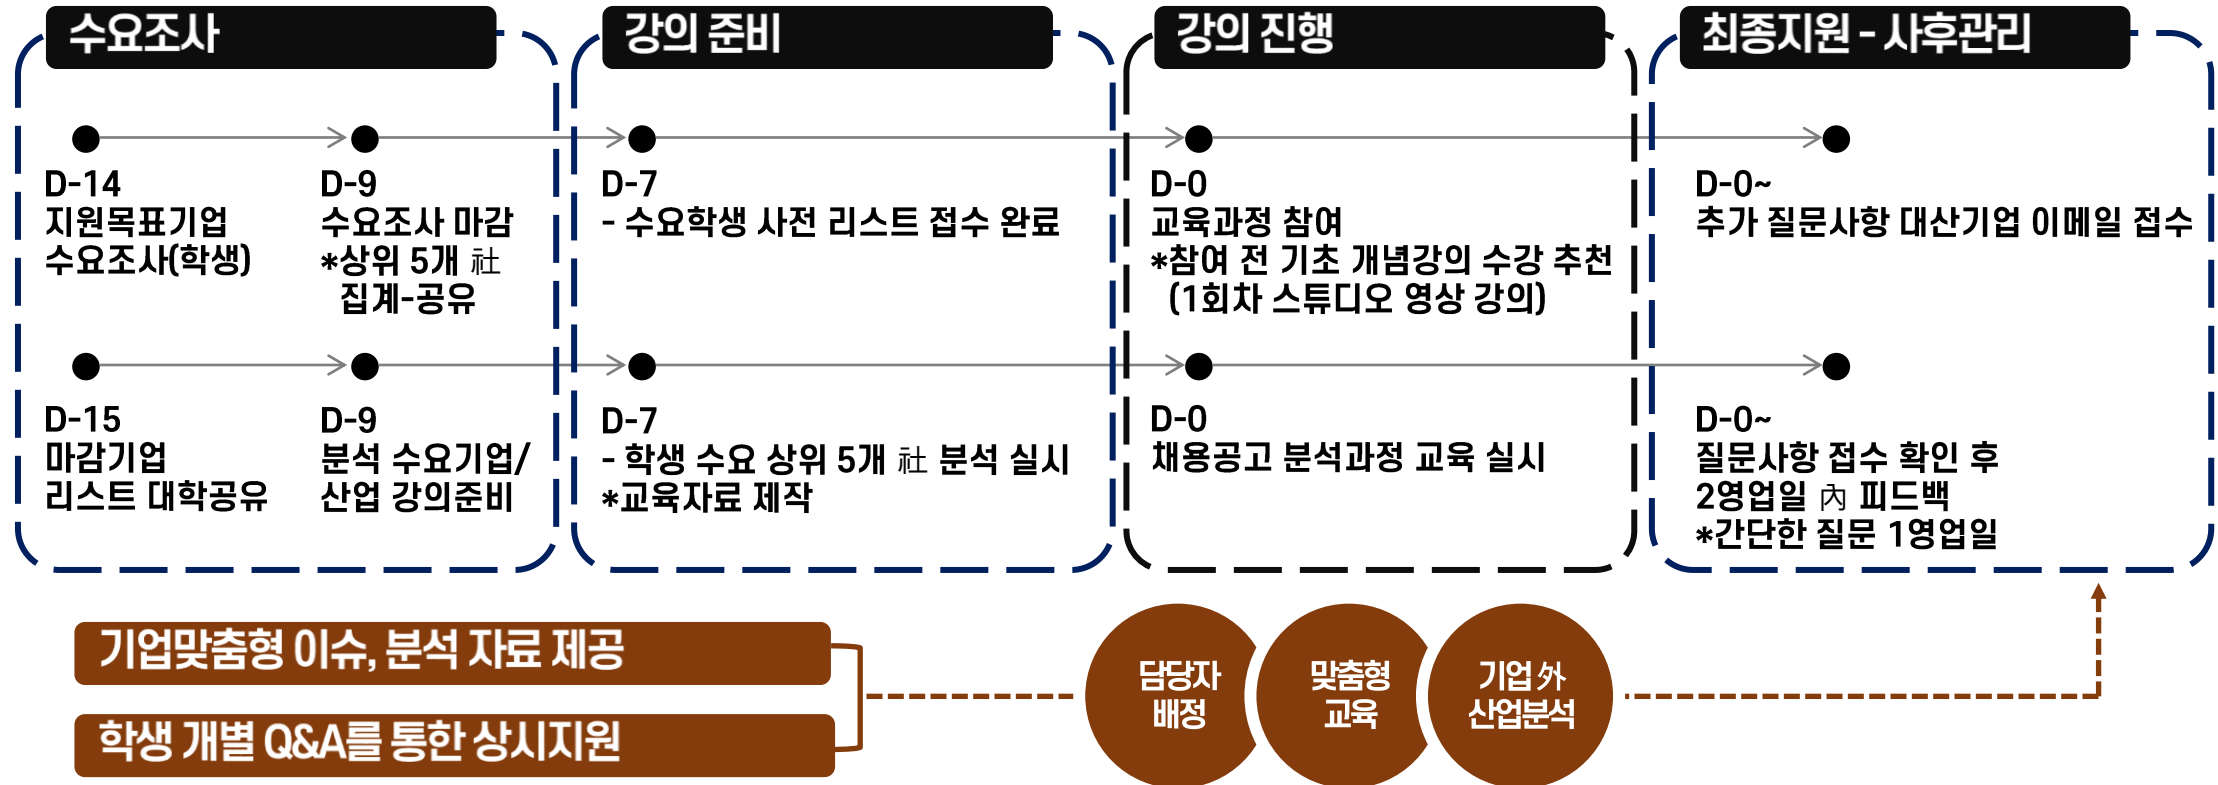 수요조사
D-14
지원목표기업
수요조사(학생)
D-9
수요조사 마감
*상위 5개 社
집계-공유
D-15
마감기업
리스트 대학공유
D-9
분석 수요기업/
산업 강의준비
강의 준비
D-7
- 수요학생 사전 리스트 접수 완료
D-7
- 학생 수요 상위 5개 社 분석 실시
*교육자료 제작
강의 진행
D-0
교육과정 참여
*참여 전 기초 개념강의 수강 추천
(1회차 스튜디오 영상 강의)
D-0
채용공고 분석과정 교육 실시
최종지원 - 사후관리
D-0~
추가 질문사항 대산기업 이메일 접수
D-0~
질문사항 접수 확인 후
2영업일 內 피드백
*간단한 질문 1영업일
기업맞춤형 이슈, 분석 자료 제공
학생 개별 Q&A를 통한 상시지원
담당자
배정
맞춤형
교육
기업 外
산업분석